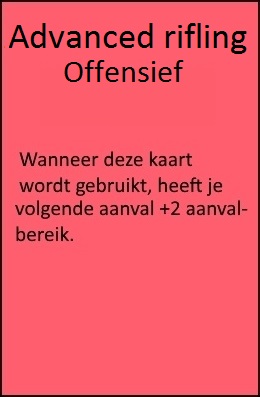 Advanced rifling
Offensief
Wanneer deze kaart
wordt gebruikt, heeft je
volgende aanval +2 aanval-
bereik.